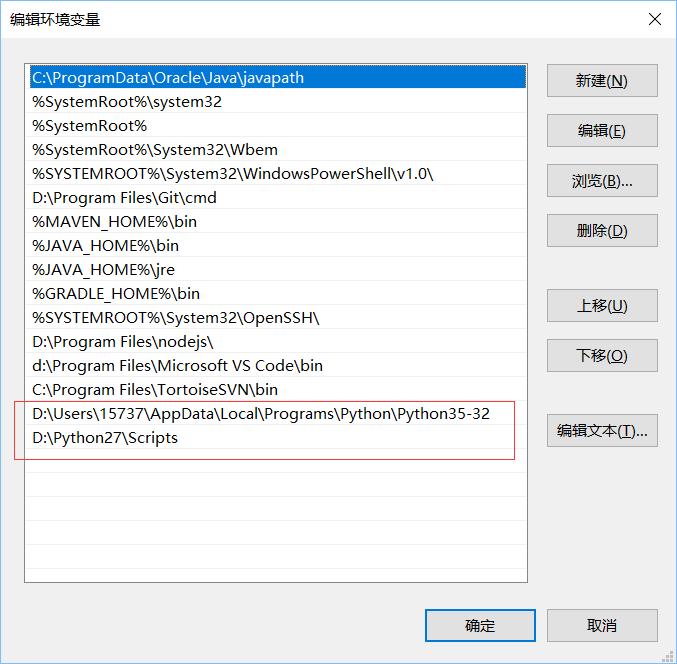 编辑环境变量
C:\ProgramData\Oracle\Java\javapath
%SystemRoot%\system32
%SystemRoot%
%SystemRoot%\System32\Wbem
%SYSTEMROOT%\System32\WindowsPowerShell\v1.0\
D:\Program Files\Git\cmd
%MAVEN_HOME%\bin
%JAVA_HOME%\bin
%JAVA_HOME%\jre
%GRADLE_HOME%\bin
%SYSTEMROOT%\System32\OpenSSH\
D:\Program Files\nodejs\
d:\Program Files\Microsoft VS Code\bin
C:\Program Files\TortoiseSVN\bin
D:\Users\15737\AppData\Local\Programs\Python\Python35-32
D:\Python27\Scripts
新建(N)
编辑(E)
浏览(B)...
删除(D)
上移(U)
下移(O)
编辑文本(T)...
确定
取消